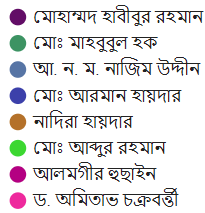 মোহাম্মদ হাবীবুর রহমান
মোঃ মাহবুবুল হক
আ. ন. ম. নাজিম উদ্দীন
মোঃ আরমান হায়দার
নাদিরা হায়দার
মোঃ আব্দুর রহমান
আলমগীর হুছাইন
ড. অমিতাভ চক্রবর্ত্তী